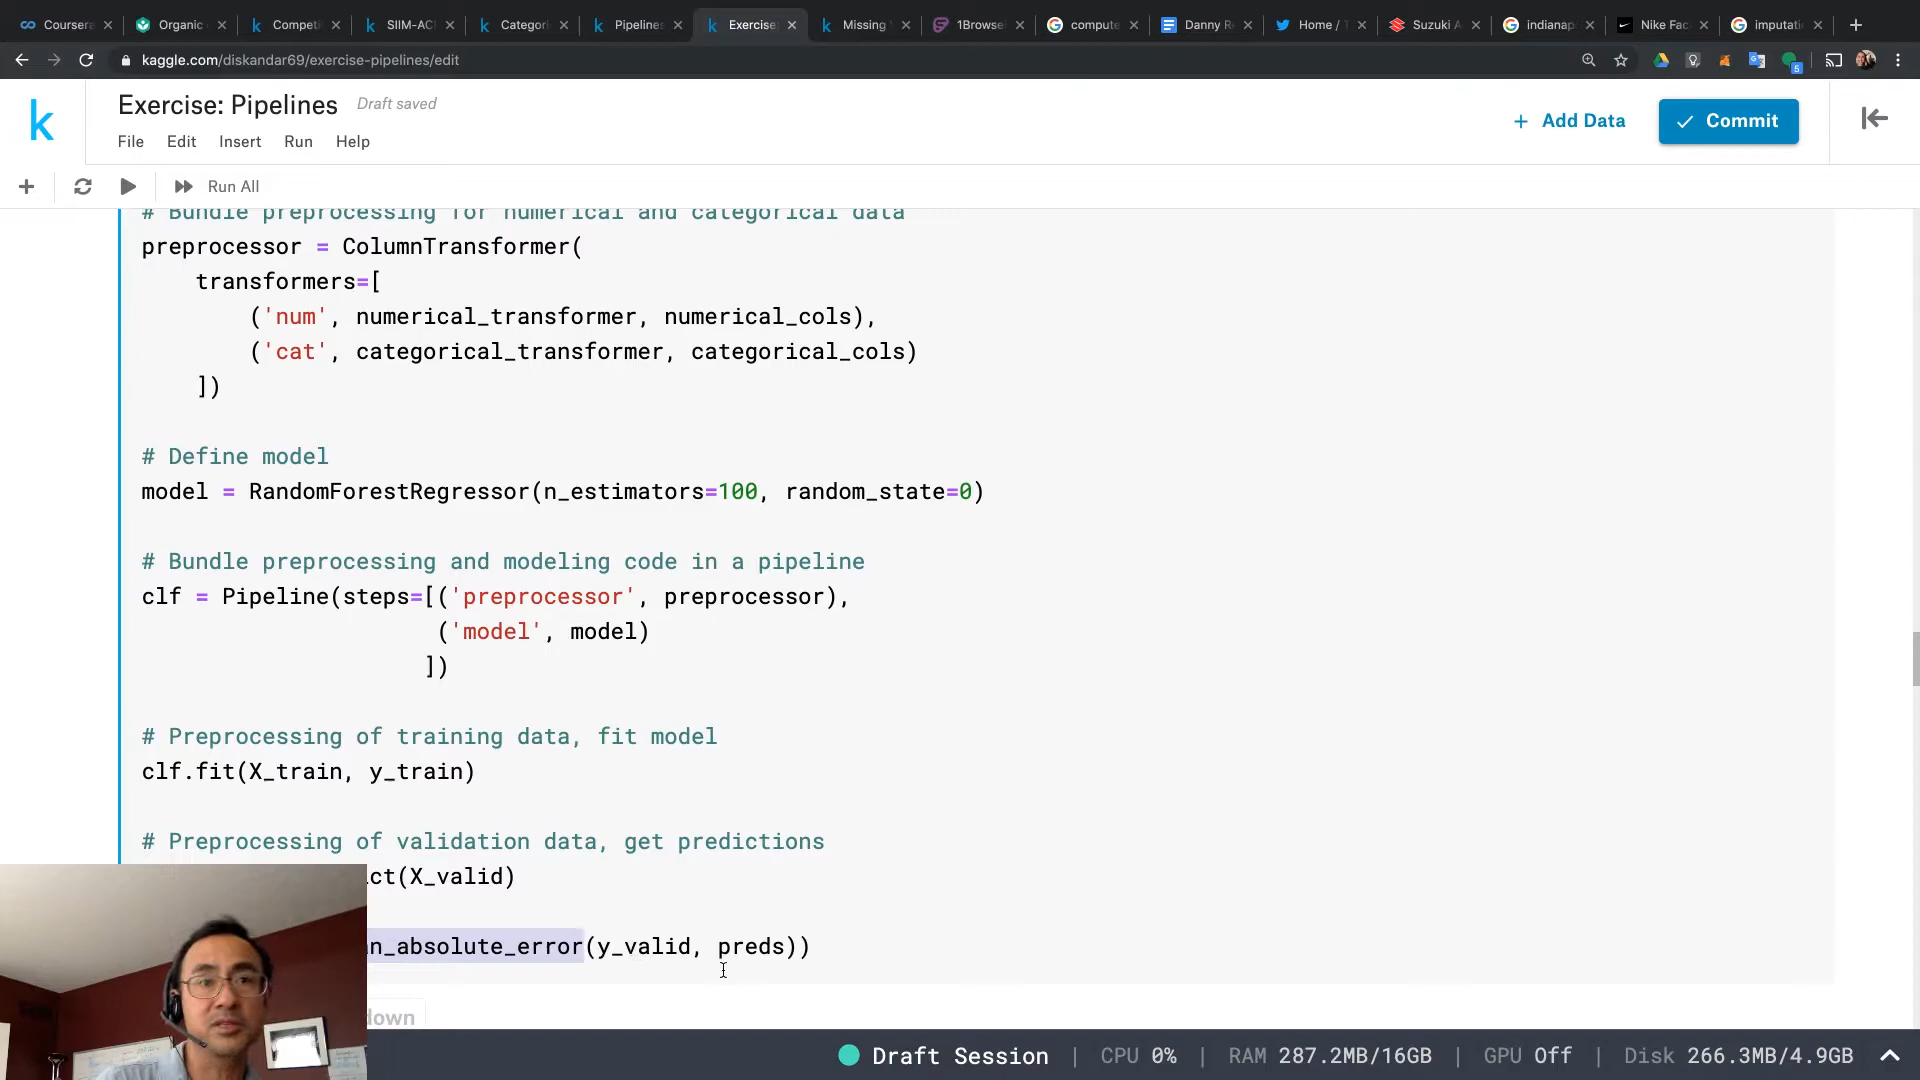 Coursera
Organic
Competi
SIIM-AC
Categori
Pipelines
Exercise:
Missing
1Browse
compute
Danny R
Home / T
Suzuki A
indianap
Nike Fac
imputati
kaggle.com/diskandar69/exercise-pipelines/edit
5
k
Exercise: Pipelines Draft saved
+ Add Data
Commit
File Edit Insert Run Help
Run All
# Bundle preprocessing for numerical and categorical data
preprocessor = ColumnTransformer(
transformers=[
('num', numerical_transformer, numerical_cols),
('cat', categorical_transformer, categorical_cols)
])
# Define model
model = RandomForestRegressor(n_estimators=100, random_state=0)
# Bundle preprocessing and modeling code in a pipeline
clf = Pipeline(steps=[('preprocessor', preprocessor),
('model', model)
])
# Preprocessing of training data, fit model
clf.fit(X_train, y_train)
# Preprocessing of validation data, get predictions
ct(X_valid)
n_absolute_error(y_valid, preds))
down
Draft Session | CPU 0% | RAM 287.2MB/16GB | GPU Off | Disk 266.3MB/4.9GB